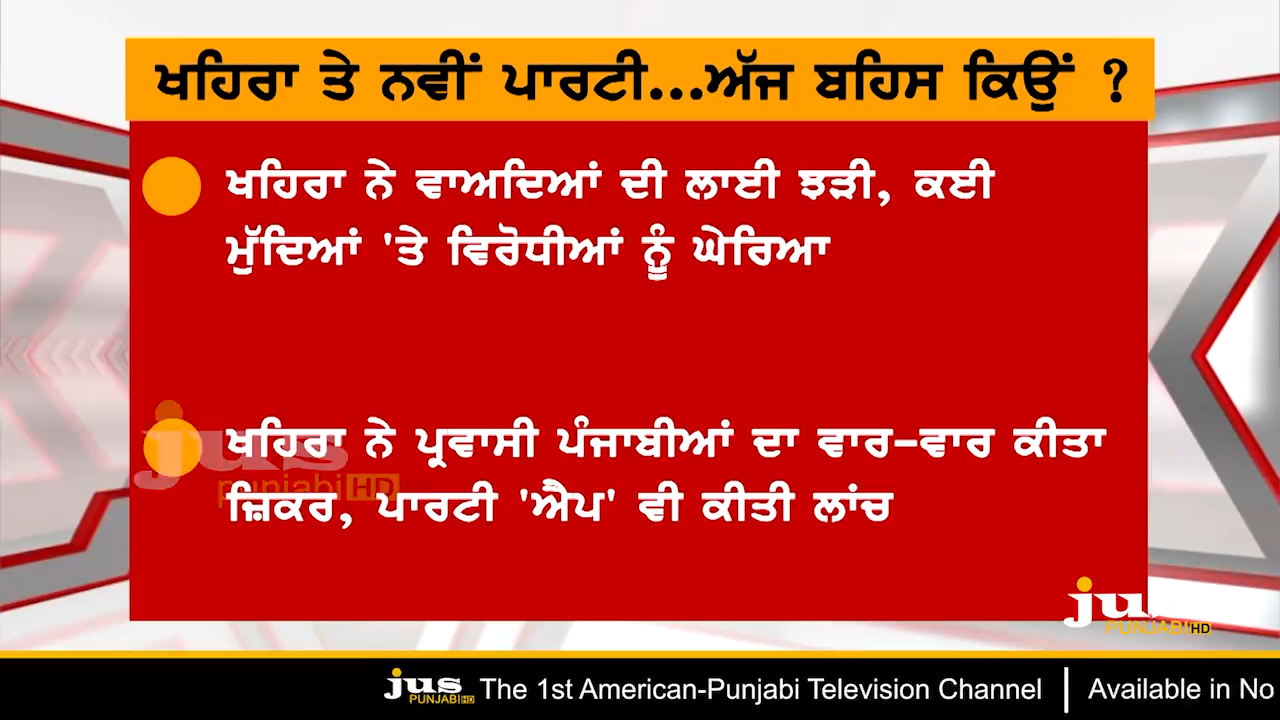 ਖਹਿਰਾ ਤੇ ਨਵੀਂ ਪਾਰਟੀ...ਅੱਜ ਬਹਿਸ ਕਿਉਂ ?
ਖਹਿਰਾ ਨੇ ਵਾਅਦਿਆਂ ਦੀ ਲਾਈ ਝੜੀ, ਕਈ
ਮੁੱਦਿਆਂ 'ਤੇ ਵਿਰੋਧੀਆਂ ਨੂੰ ਘੇਰਿਆ
ਖਹਿਰਾ ਨੇ ਪ੍ਰਵਾਸੀ ਪੰਜਾਬੀਆਂ ਦਾ ਵਾਰ-ਵਾਰ ਕੀਤਾ
ਜ਼ਿਕਰ, ਪਾਰਟੀ 'ਐਪ' ਵੀ ਕੀਤੀ ਲਾਂਚ
jus
punjabi HD
jus
PUNJABI HD
jus
PUNJABI HD
The 1st American-Punjabi Television Channel | Available in No